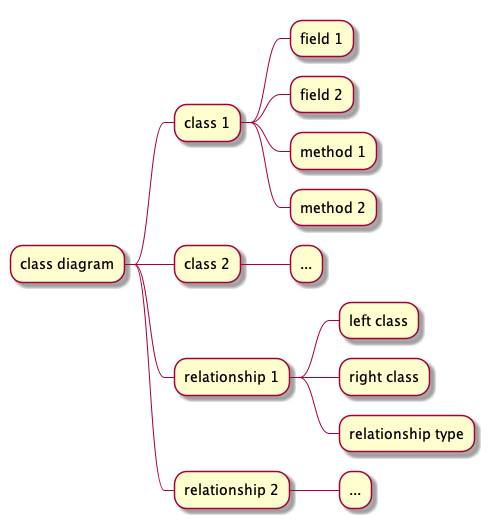 field 1
field 2
class 1
method 1
method 2
class diagram
class 2
...
left class
relationship 1
right class
relationship type
relationship 2
...